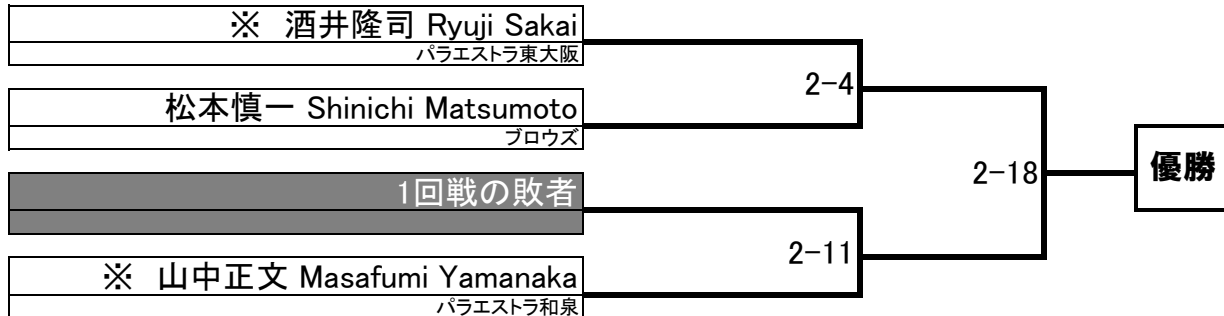 ※ 酒井隆司 Ryuji Sakai
パラエストラ東大阪
2-4
松本慎一 Shinichi Matsumoto
ブロウズ
2-18
優勝
1回戦の敗者
2-11
※ 山中正文 Masafumi Yamanaka
パラエストラ和泉